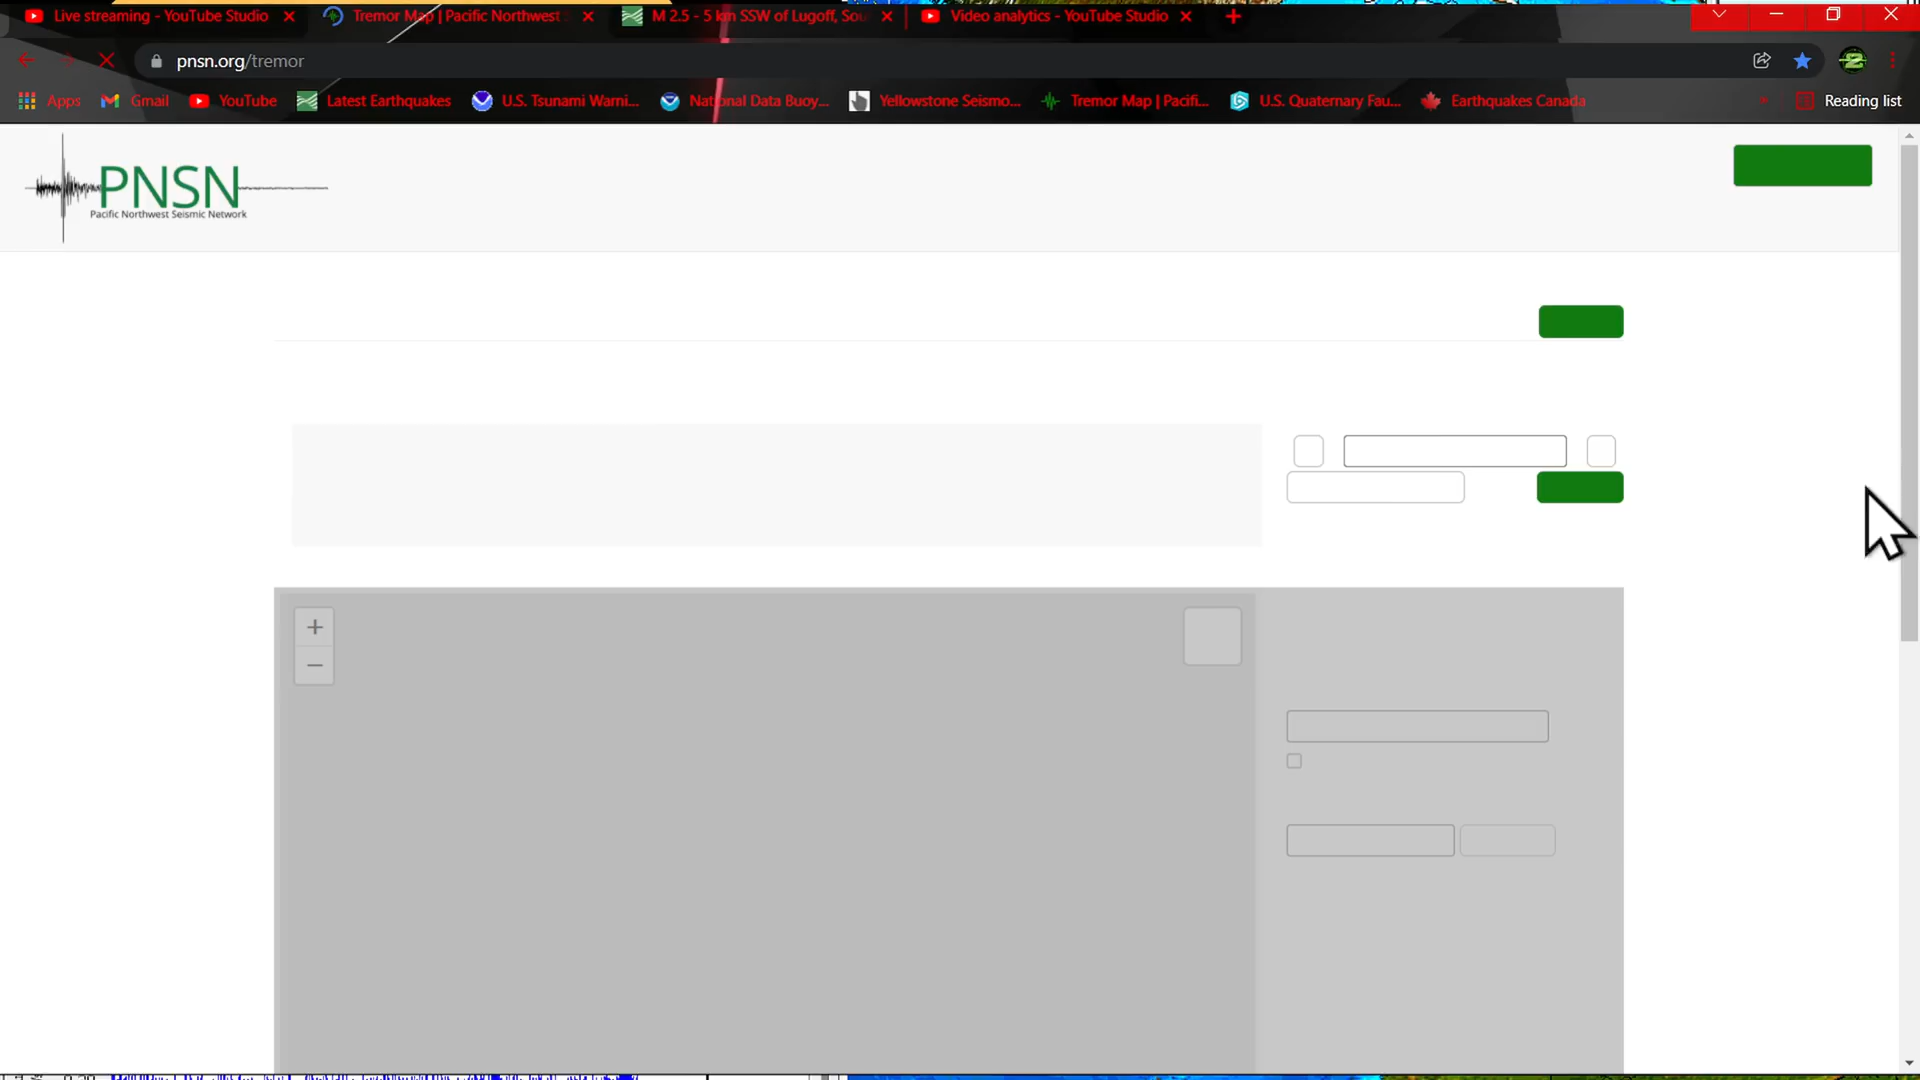 Live streaming - YouTube Studio
Tremor Map | Pacific Northwest S
M 2.5 - 5 km SSW of Lugoff, Sou
Video analytics - YouTube Studio
pnsn.org/tremor
Apps
Gmail
YouTube
Latest Earthquakes
U.S. Tsunami Warni...
National Data Buoy...
Yellowstone Seismo...
Tremor Map | Pacifi...
U.S. Quaternary Fau...
Earthquakes Canada
Reading list
PNSN
Pacific Northwest Seismic Network
+
−